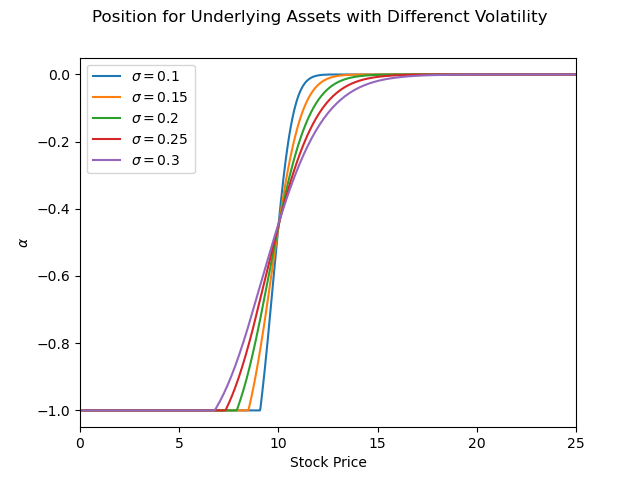 Position for Underlying Assets with Differenct Volatility
σ = 0.1
σ = 0.15
σ = 0.2
σ = 0.25
σ = 0.3
0.0
−0.2
−0.4
−0.6
−0.8
−1.0
α
0 5 10 15 20 25
Stock Price